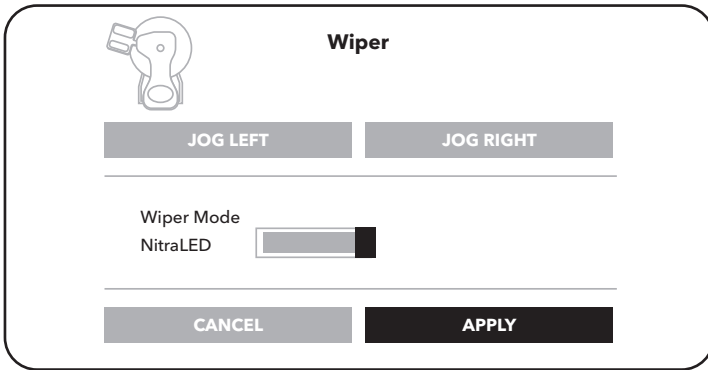 Wiper
JOG LEFT
JOG RIGHT
Wiper Mode
NitraLED
CANCEL
APPLY